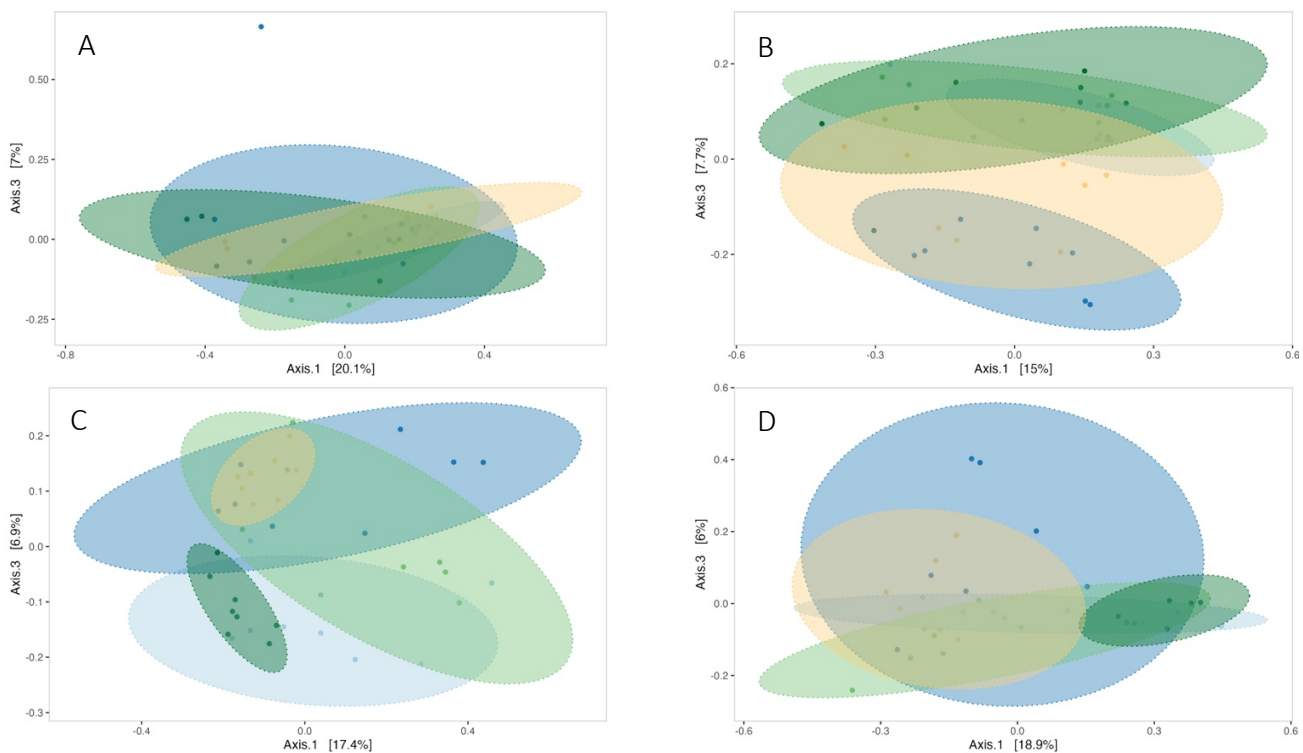 A
0.50
0.25
0.00
-0.25
Axis.3 [7%]
-0.8
-0.4
0.0
0.4
Axis.1 [20.1%]
B
0.2
0.0
-0.2
Axis.3 [7.7%]
-0.6
-0.3
0.0
0.3
0.6
Axis.1 [15%]
C
0.2
0.1
0.0
-0.1
-0.2
-0.3
Axis.3 [6.9%]
-0.4
0.0
0.4
Axis.1 [17.4%]
D
0.6
0.4
0.2
0.0
-0.2
Axis.3 [6%]
-0.6
-0.3
0.0
0.3
0.6
Axis.1 [18.9%]